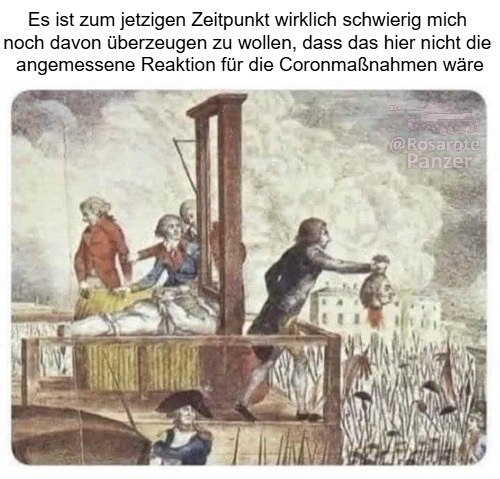 Es ist zum jetzigen Zeitpunkt wirklich schwierig mich
noch davon überzeugen zu wollen, dass das hier nicht die
angemessene Reaktion für die Coronmaßnahmen wäre
@Rosarote
Panzer